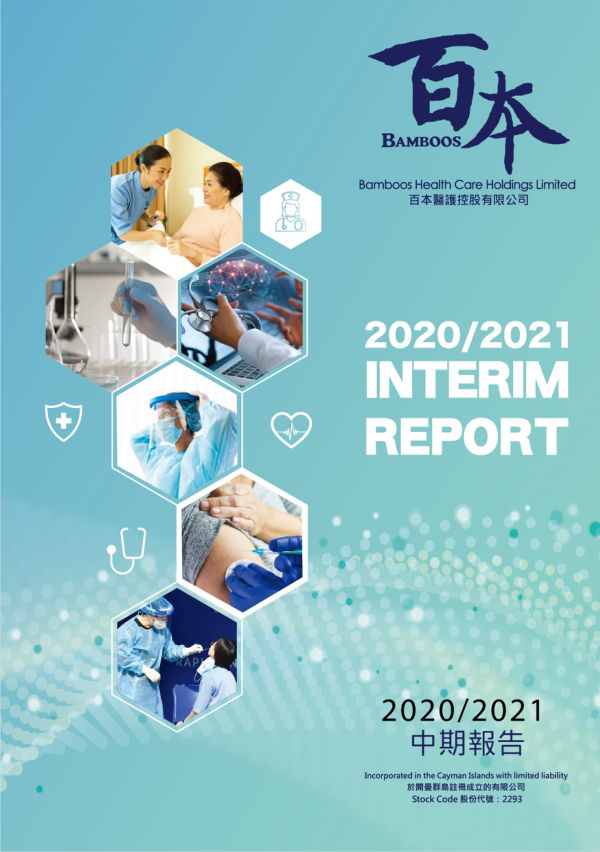 百本
BAMBOOS
Bamboos Health Care Holdings Limited
百本醫護控股有限公司
2020/2021
INTERIM
REPORT
RAPI
2020/2021
中期報告
Incorporated in the Cayman Islands with limited liability
於開曼群島註冊成立的有限公司
Stock Code 股份代號：2293